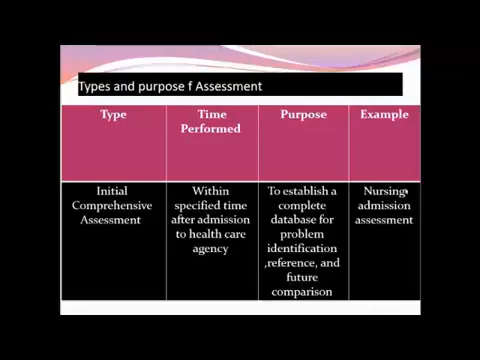 Types and purpose f Assessment
Type
Time
Performed
Purpose
Example
Initial
Comprehensive
Assessment
Within
specified time
after admission
to health care
agency
To establish a
complete
database for
problem
identification
,reference, and
future
comparison
Nursing
admission
assessment